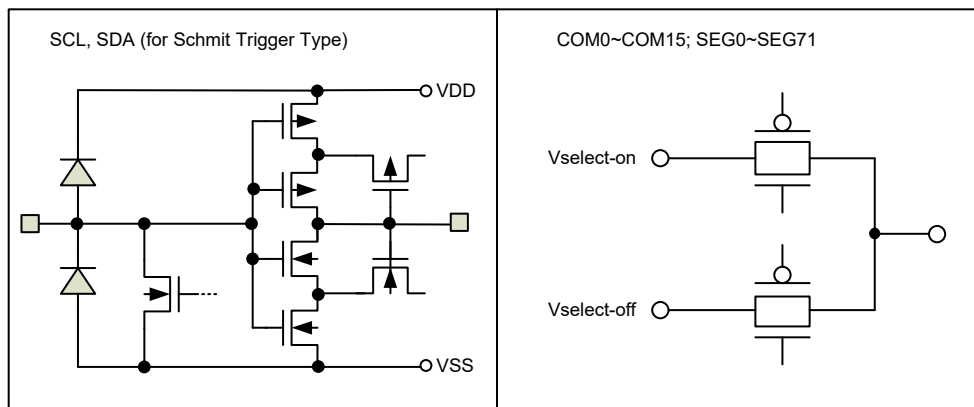 SCL, SDA (for Schmit Trigger Type)
VDD
VSS
COM0~COM15; SEG0~SEG71
Vselect-on
Vselect-off